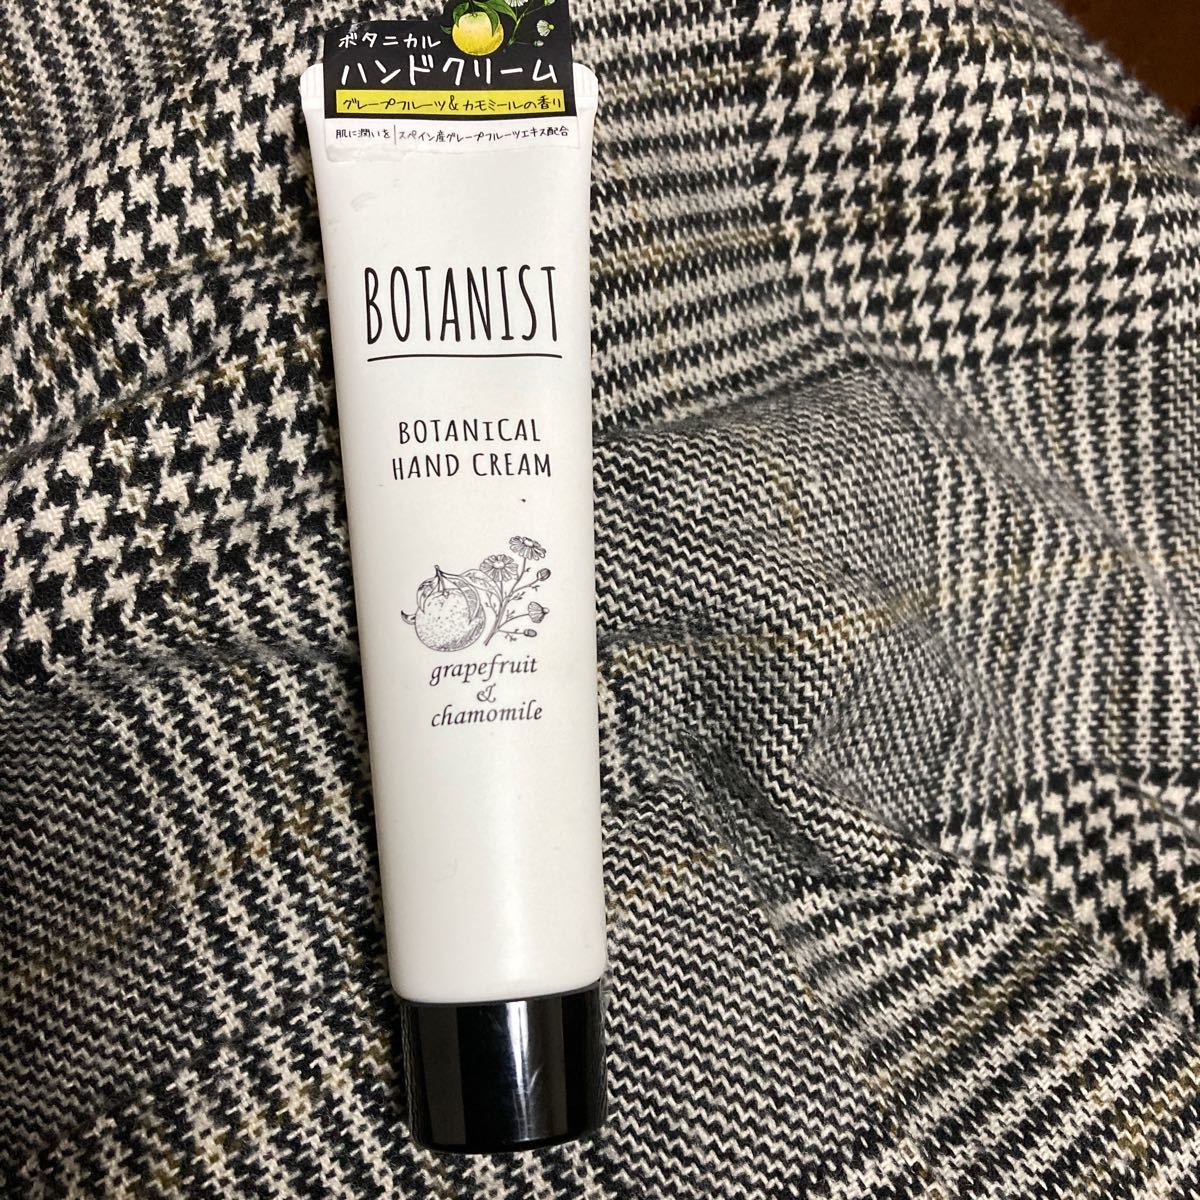 ボタニカル
ハンドクリーム
グレープフルーツ&カモミールの香り
肌に潤いを|スペイン産グレープフルーツエキス配合
BOTANIST
BOTANICAL
HAND CREAM
grapefruit
&
chamomile